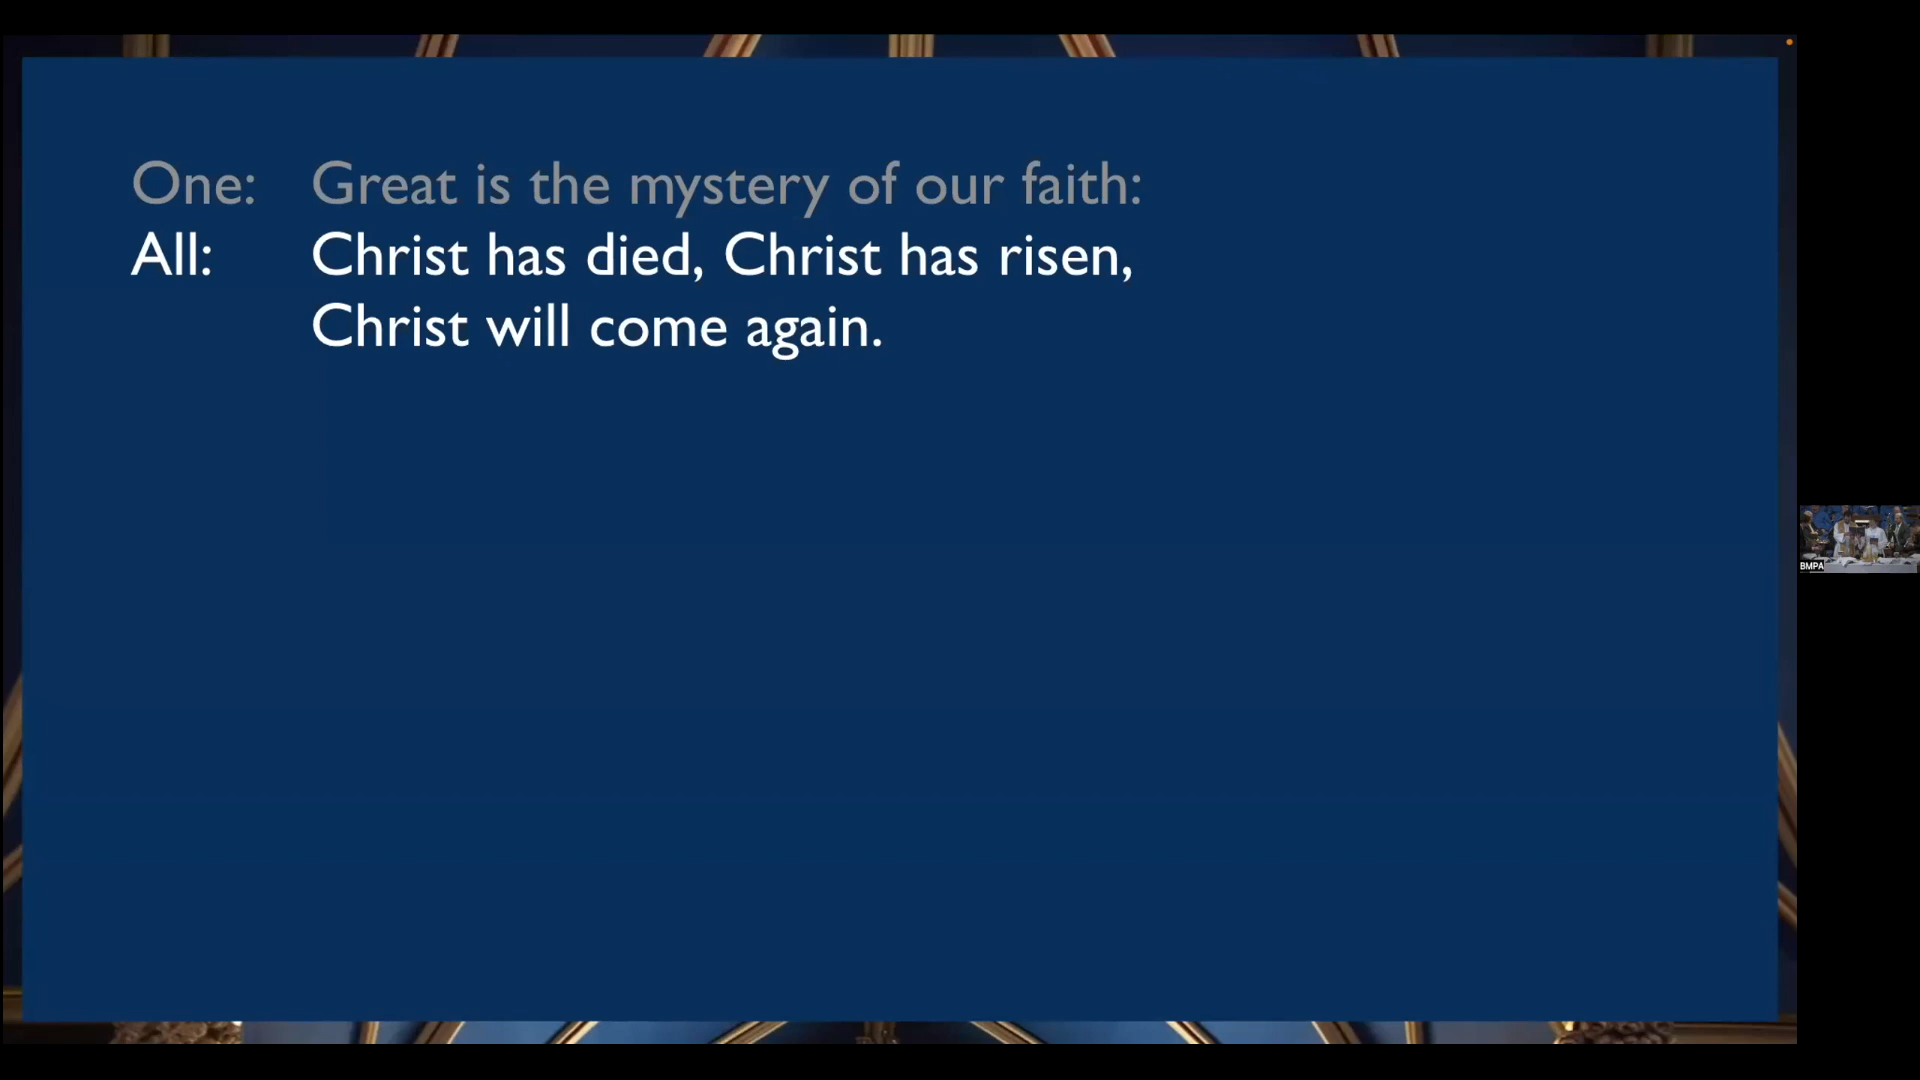 One: Great is the mystery of our faith:
All: Christ has died, Christ has risen,
Christ will come again.
BMPA